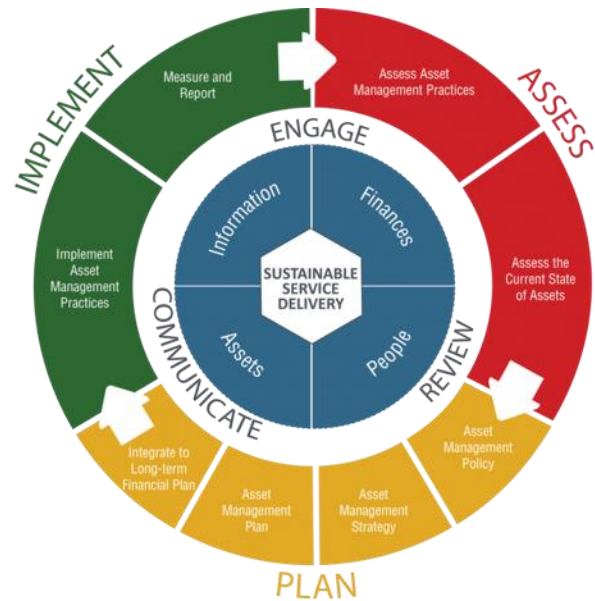 IMPLEMENT
Measure and
Report
Assess Asset
Management Practices
ASSESS
ENGAGE
Information
Finances
Implement
Asset
Management
Practices
SUSTAINABLE
SERVICE
DELIVERY
Assess the
Current State
of Assets
COMMUNICATE
Assets
People
REVIEW
Integrate to
Long-term
Financial Plan
Asset
Management
Plan
Asset
Management
Strategy
Asset
Management
Policy
PLAN